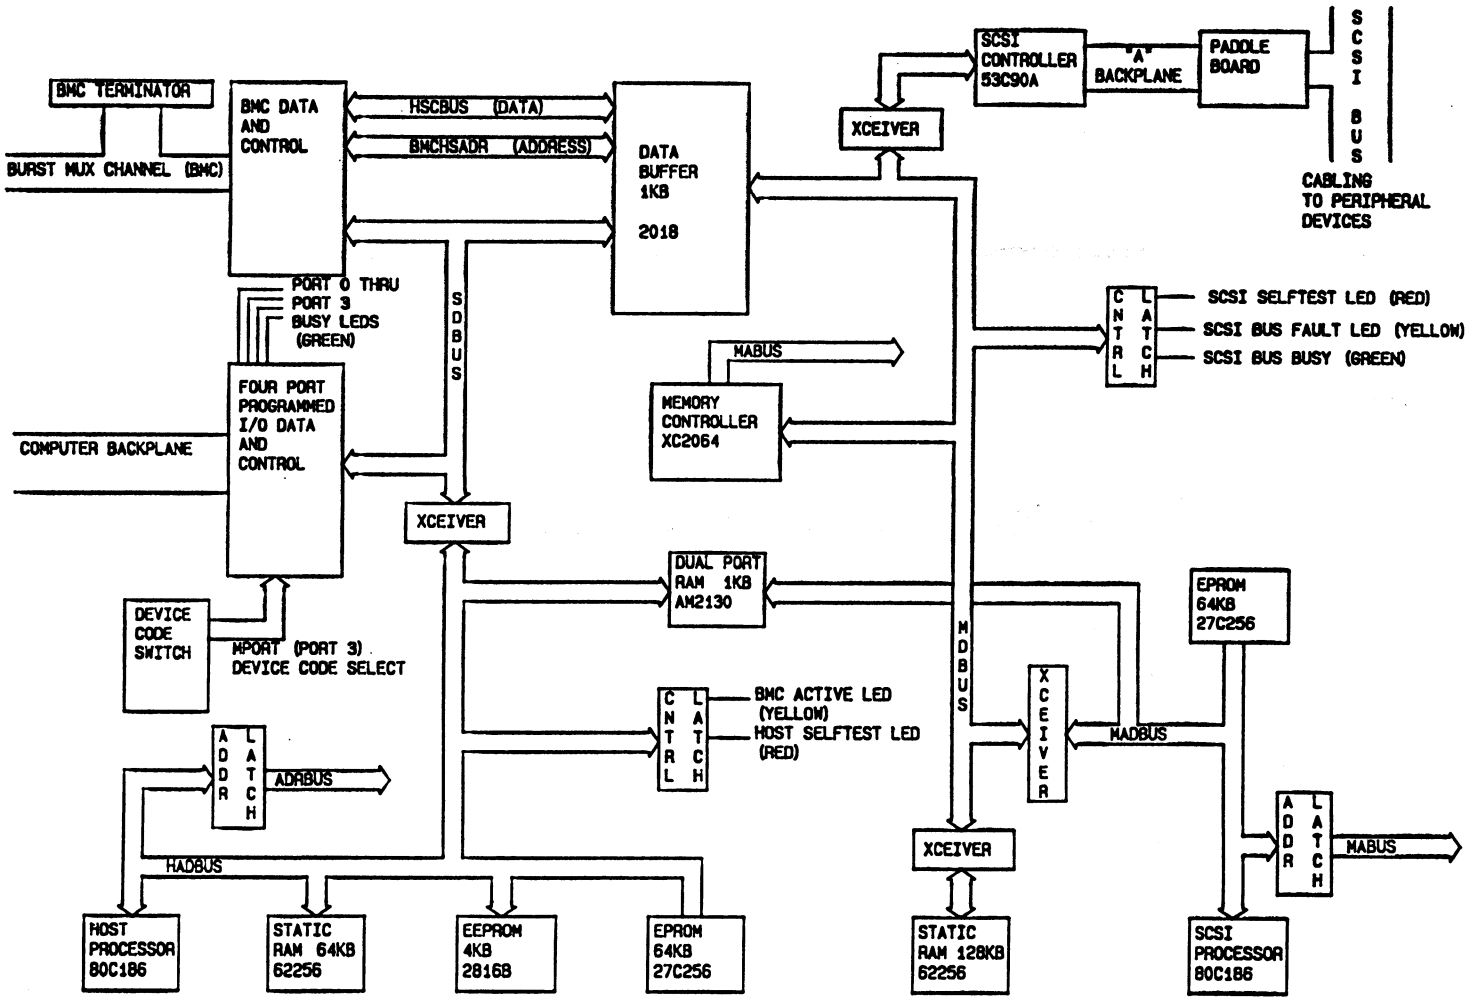 BMC TERMINATOR
BURST MUX CHANNEL (BMC)
BMC DATA
AND
CONTROL
HSCBUS (DATA)
BMCHSADR (ADDRESS)
DATA
BUFFER
1KB
2018
XCEIVER
SCSI
CONTROLLER
53C90A
"A"
BACKPLANE
PADDLE
BOARD
SCSI BUS
CABLING
TO PERIPHERAL
DEVICES
PORT 0 THRU
PORT 3
BUSY LEDS
(GREEN)
SDBUS
CNTRL
LATCH
SCSI SELFTEST LED (RED)
SCSI BUS FAULT LED (YELLOW)
SCSI BUS BUSY (GREEN)
MABUS
MEMORY
CONTROLLER
XC2064
FOUR PORT
PROGRAMMED
I/O DATA
AND
CONTROL
COMPUTER BACKPLANE
XCEIVER
DUAL PORT
RAM 1KB
AM2130
EPROM
64KB
27C256
DEVICE
CODE
SWITCH
MPORT (PORT 3)
DEVICE CODE SELECT
MDBUS
XCEIVER
MADBUS
CNTRL
LATCH
BMC ACTIVE LED
(YELLOW)
HOST SELFTEST LED
(RED)
ADDR
LATCH
ADRBUS
ADDR
LATCH
MABUS
XCEIVER
HADBUS
HOST
PROCESSOR
80C186
STATIC
RAM 64KB
62256
EEPROM
4KB
2816B
EPROM
64KB
27C256
STATIC
RAM 128KB
62256
SCSI
PROCESSOR
80C186